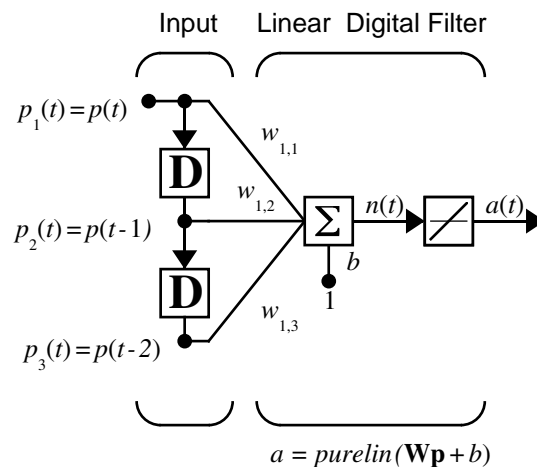 Input
Linear Digital Filter
p₁(t) = p(t)
w₁,₁
D
w₁,₂
p₂(t) = p(t-1)
Σ
n(t)
a(t)
b
1
D
w₁,₃
p₃(t) = p(t-2)
a = purelin(Wp + b)